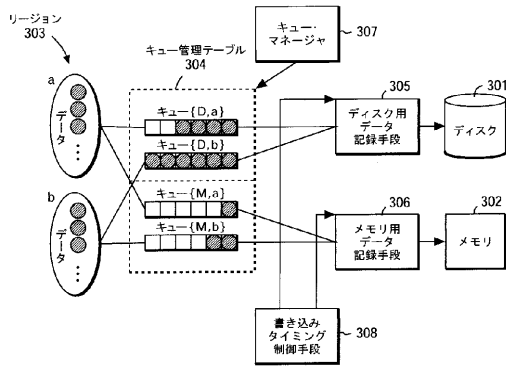 リージョン
303
a
データ
⋮
b
データ
⋮
キュー管理テーブル
304
キュー{D,a}
キュー{D,b}
キュー{M,a}
キュー{M,b}
キュー・
マネージャ
307
305
ディスク用
データ
記録手段
301
ディスク
306
メモリ用
データ
記録手段
302
メモリ
書き込み
タイミング
制御手段
308